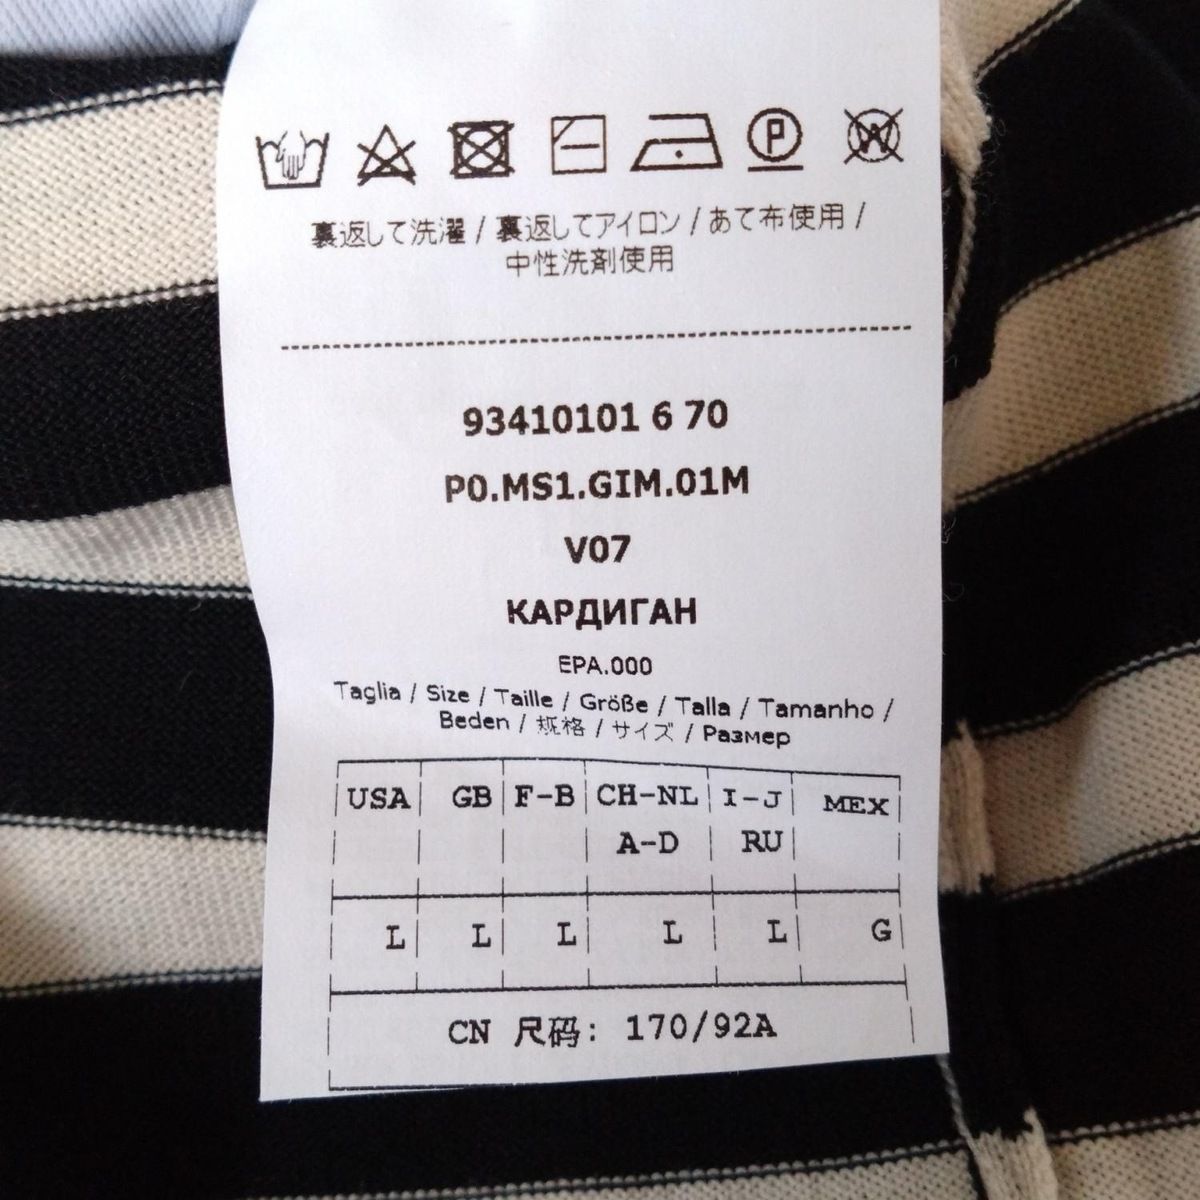 裏返して洗濯 / 裏返してアイロン / あて布使用 /
中性洗剤使用
93410101 6 70
P0.MS1.GIM.01M
V07
КАРДИГАН
EPA.000
Taglia / Size / Taille / Größe / Talla / Tamanho /
Beden / 规格 / サイズ / Размер
USA GB F-B CH-NL I-J MEX
A-D RU
L L L L L G
CN 尺码: 170/92A